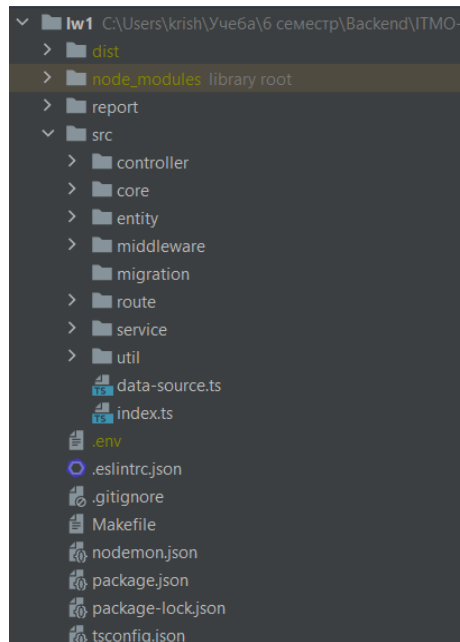 lw1 C:\Users\krish\Учеба\6 семестр\Backend\ITMO-
dist
node_modules library root
report
src
controller
core
entity
middleware
migration
route
service
util
data-source.ts
index.ts
.env
.eslintrc.json
.gitignore
Makefile
nodemon.json
package.json
package-lock.json
tsconfig.json